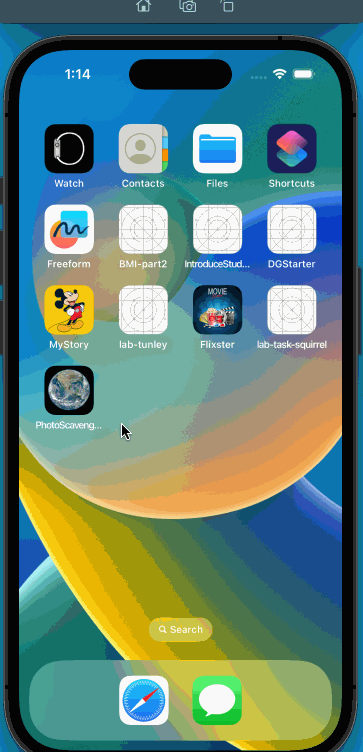 1:14
Watch
Contacts
Files
Shortcuts
Freeform
BMI-part2
IntroduceStud...
DGStarter
MyStory
lab-tunley
MOVIE
Flixster
lab-task-squirrel
PhotoScaveng...
Search